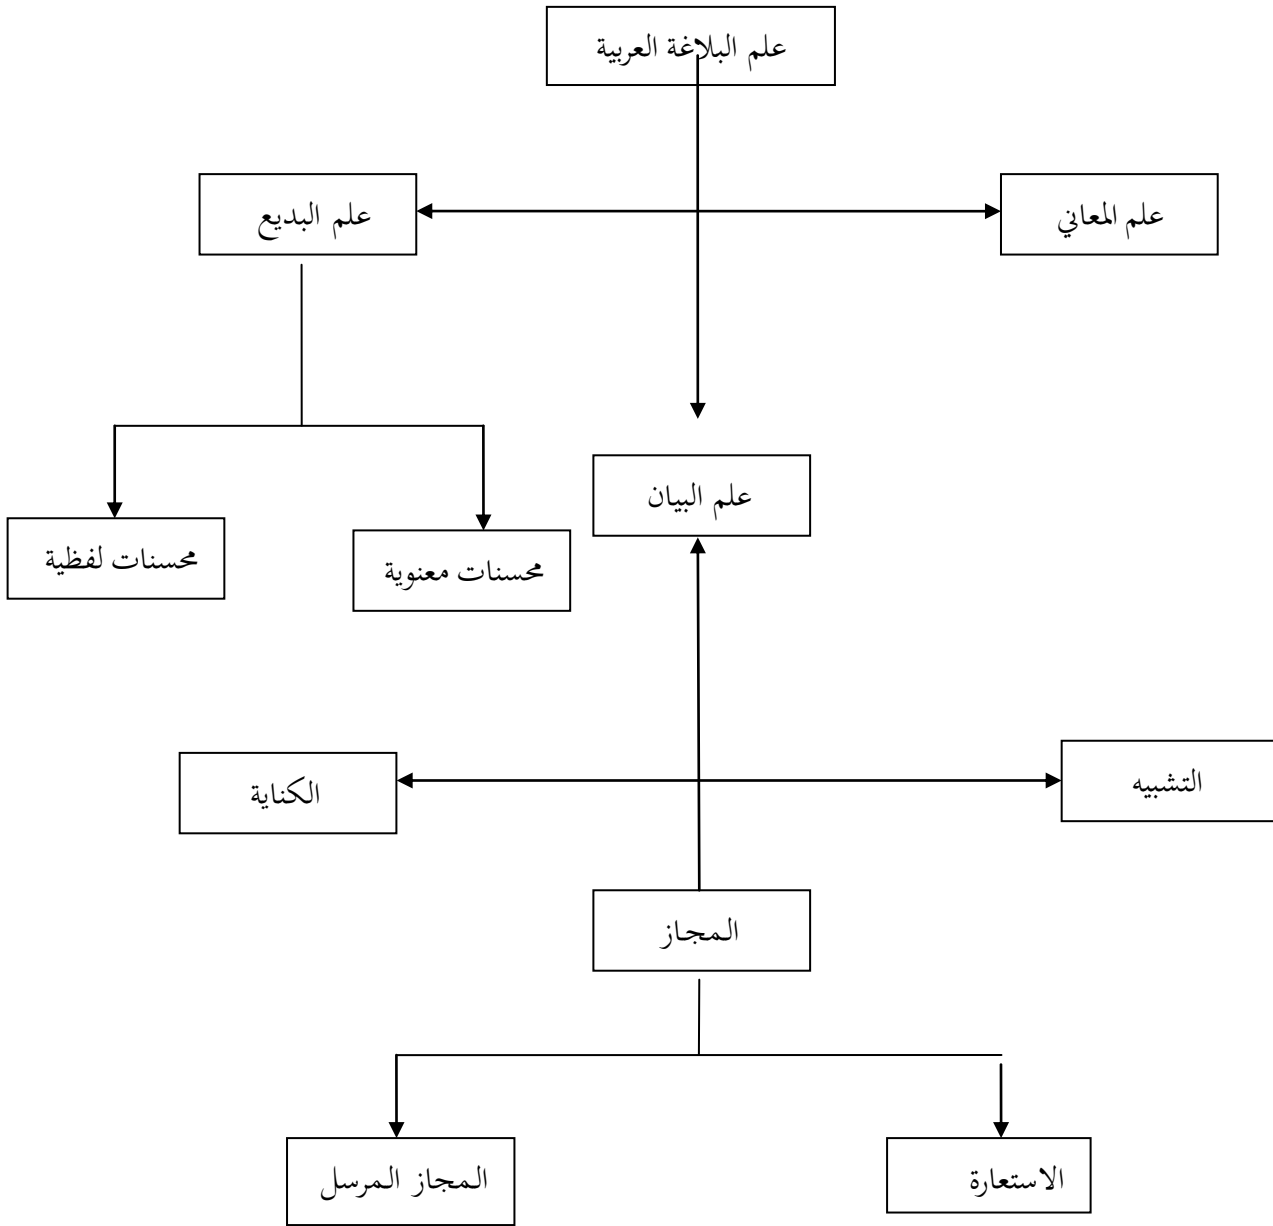 علم البلاغة العربية
علم المعاني
علم البديع
علم البيان
محسنات معنوية
محسنات لفظية
التشبيه
الكناية
المجاز
الاستعارة
المجاز المرسل